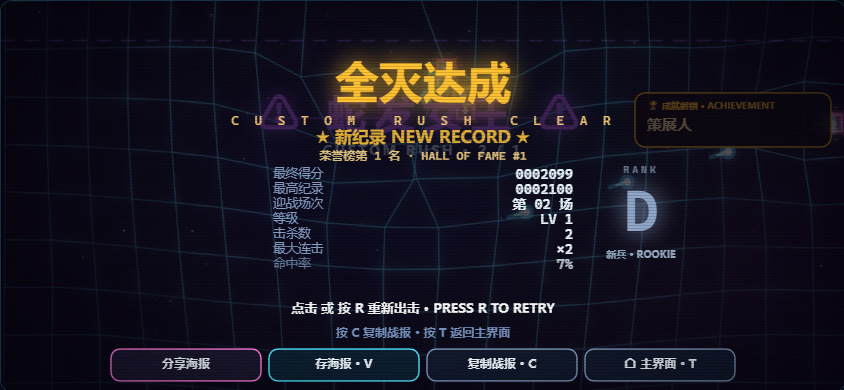 全灭达成
CUSTOM RUSH CLEAR
★ 新纪录 NEW RECORD ★
荣誉榜第 1 名 · HALL OF FAME #1
成就解锁 • ACHIEVEMENT
策展人
最终得分 0002099
最高纪录 0002100
迎战场次 第 02 场
等级 LV 1
击杀数 2
最大连击 ×2
命中率 7%
RANK
D
新兵 • ROOKIE
点击 或 按 R 重新出击 • PRESS R TO RETRY
按 C 复制战报 • 按 T 返回主界面
分享海报
存海报 • V
复制战报 • C
主界面 • T